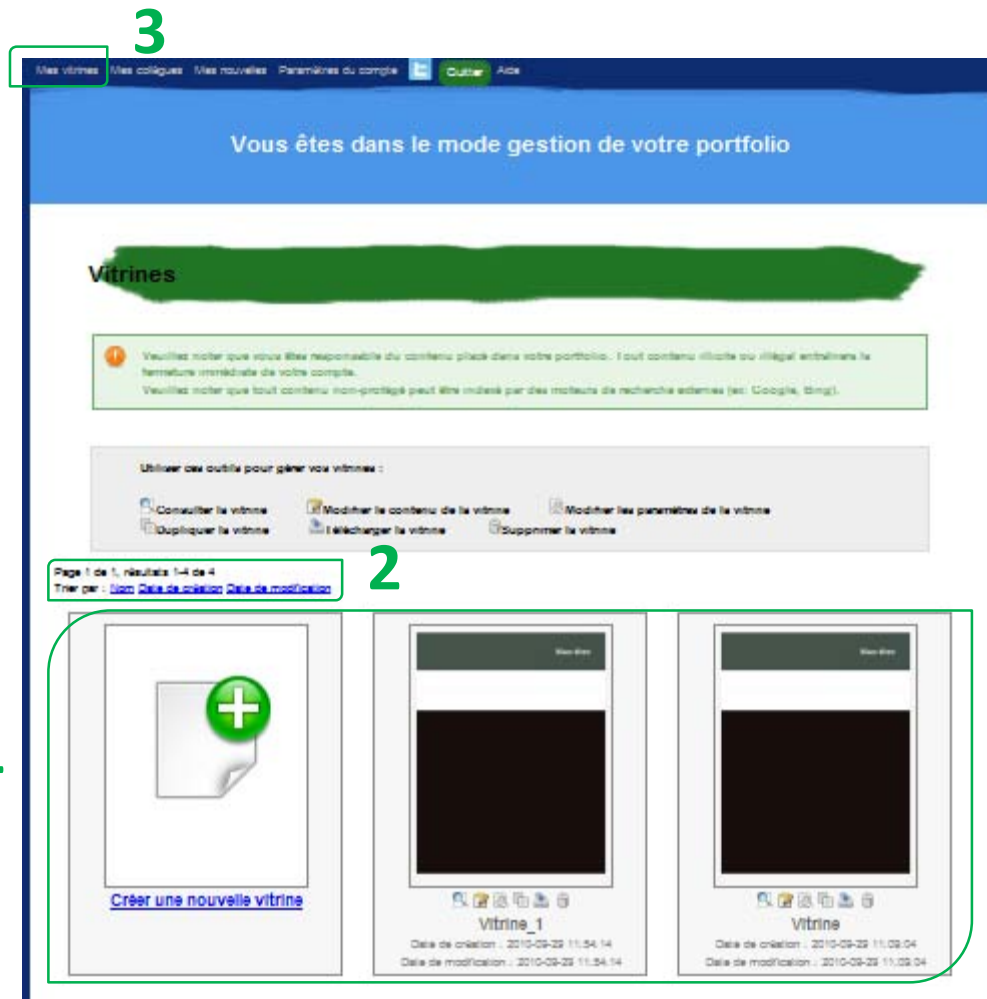 3
Mes vitrines Mes collègues Mes nouvelles Paramètres du compte Quitter Aide
Vous êtes dans le mode gestion de votre portfolio
Vitrines
Veuillez noter que vous êtes responsable du contenu placé dans votre portfolio. Tout contenu illicite ou illégal entraînera la
fermeture immédiate de votre compte.
Veuillez noter que tout contenu non-protégé peut être indexé par des moteurs de recherche externes (ex: Google, Bing).
Utiliser ces outils pour gérer vos vitrines :
Consulter la vitrine Modifier le contenu de la vitrine Modifier les paramètres de la vitrine
Dupliquer la vitrine Télécharger la vitrine Supprimer la vitrine
Page 1 de 1, résultats 1-4 de 4
Trier par : Nom Date de création Date de modification
2
Créer une nouvelle vitrine
Vitrine_1
Date de création : 2010-09-29 11:54:14
Date de modification : 2010-09-29 11:54:14
Vitrine
Date de création : 2010-09-29 11:09:04
Date de modification : 2010-09-29 11:09:04